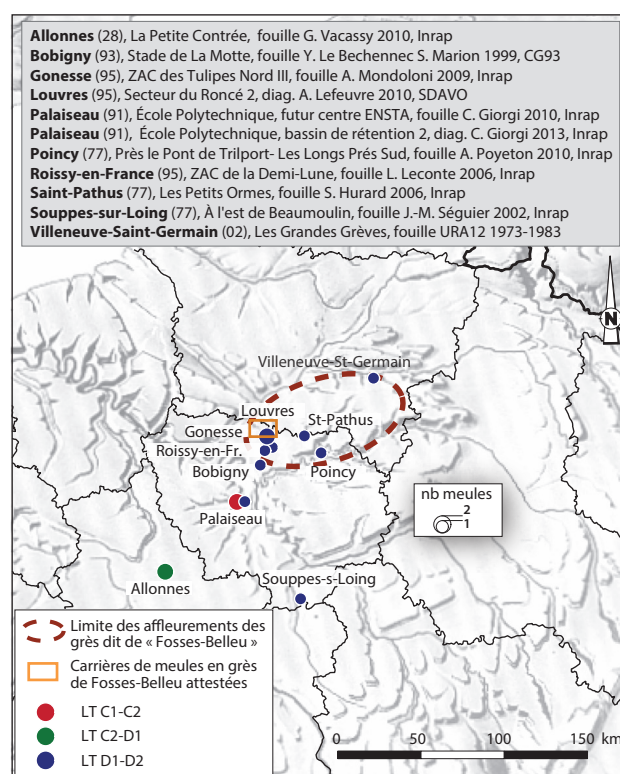 Allonnes (28), La Petite Contrée, fouille G. Vacassy 2010, Inrap
Bobigny (93), Stade de La Motte, fouille Y. Le Bechennec S. Marion 1999, CG93
Gonesse (95), ZAC des Tulipes Nord III, fouille A. Mondoloni 2009, Inrap
Louvres (95), Secteur du Roncé 2, diag. A. Lefeuvre 2010, SDAVO
Palaiseau (91), École Polytechnique, futur centre ENSTA, fouille C. Giorgi 2010, Inrap
Palaiseau (91), École Polytechnique, bassin de rétention 2, diag. C. Giorgi 2013, Inrap
Poincy (77), Près le Pont de Trilport- Les Longs Prés Sud, fouille A. Poyeton 2010, Inrap
Roissy-en-France (95), ZAC de la Demi-Lune, fouille L. Leconte 2006, Inrap
Saint-Pathus (77), Les Petits Ormes, fouille S. Hurard 2006, Inrap
Souppes-sur-Loing (77), À l'est de Beaumoulin, fouille J.-M. Séguier 2002, Inrap
Villeneuve-Saint-Germain (02), Les Grandes Grèves, fouille URA12 1973-1983
N
Villeneuve-St-Germain
Louvres
St-Pathus
Gonesse
Roissy-en-Fr.
Bobigny
Poincy
Palaiseau
nb meules
2
1
Allonnes
Souppes-s-Loing
Limite des affleurements des
grès dit de « Fosses-Belleu »
Carrières de meules en grès
de Fosses-Belleu attestées
LT C1-C2
LT C2-D1
LT D1-D2
0 50 100 150 km